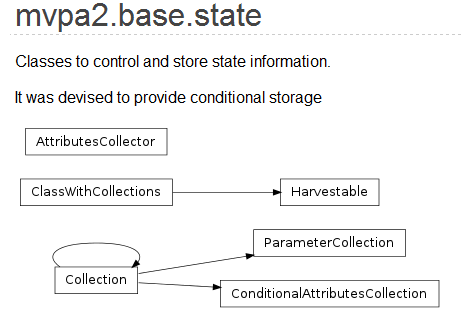 mvpa2.base.state
Classes to control and store state information.
It was devised to provide conditional storage
AttributesCollector
ClassWithCollections
Harvestable
ParameterCollection
Collection
ConditionalAttributesCollection